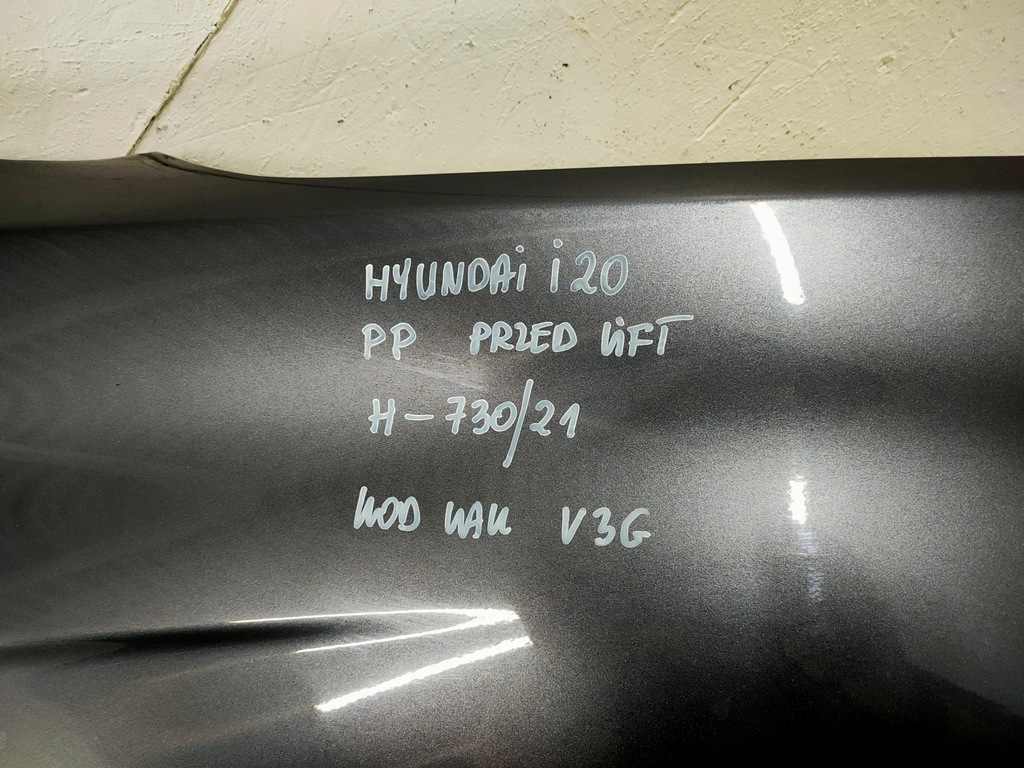 HYUNDAi i20
PP PRZED LiFT
H-730/21
KOD LAK V3G